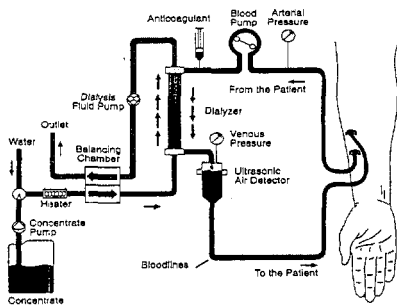 Anticoagulant
Blood
Pump
Arterial
Pressure
Dialysis
Fluid Pump
From the Patient
Dialyzer
Outlet
Water
Balancing
Chamber
Venous
Pressure
Ultrasonic
Air Detector
Heater
Concentrate
Pump
Bloodlines
To the Patient
Concentrate